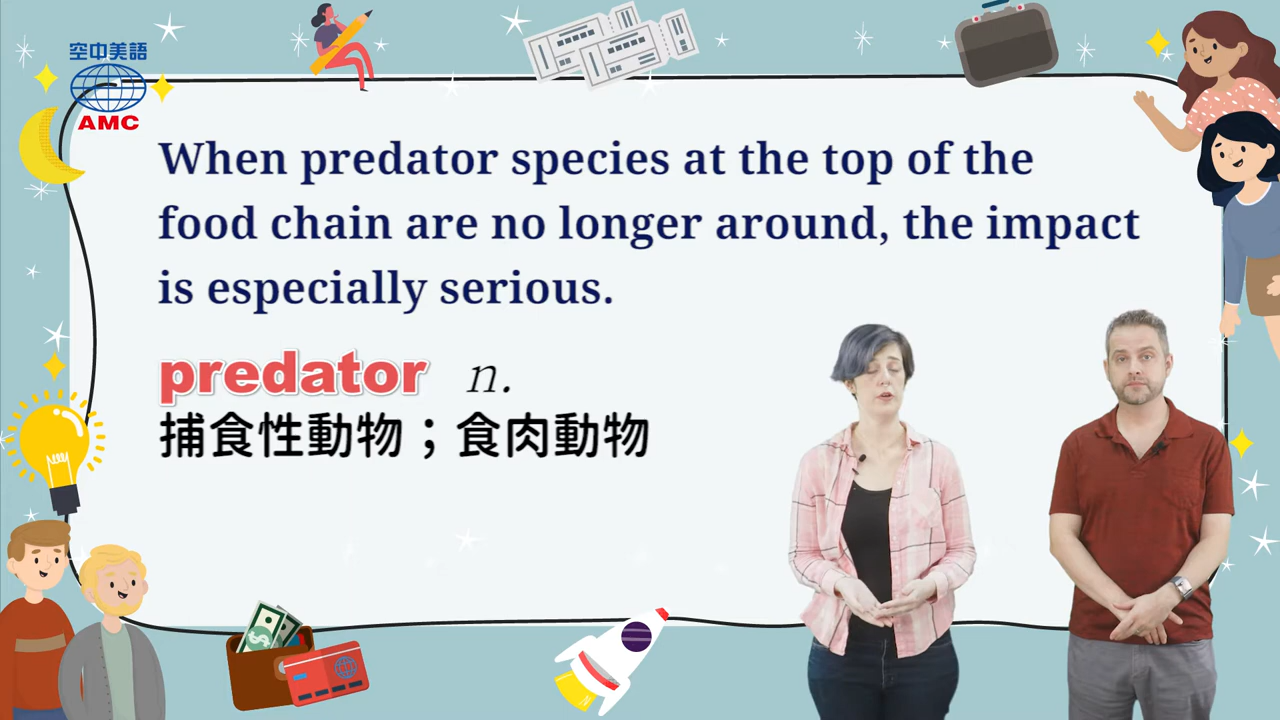 空中美語
AMC
When predator species at the top of the
food chain are no longer around, the impact
is especially serious.
predator n.
捕食性動物；食肉動物